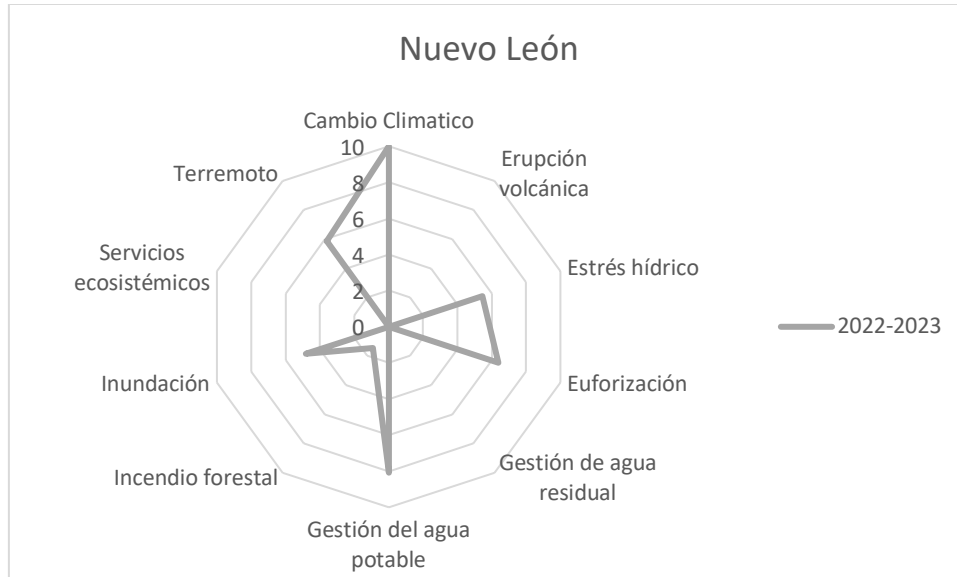 Nuevo León
Cambio Climatico
Erupción
volcánica
Estrés hídrico
Euforización
Gestión de agua
residual
Gestión del agua
potable
Incendio forestal
Inundación
Servicios
ecosistémicos
Terremoto
10
8
6
4
2
0
2022-2023